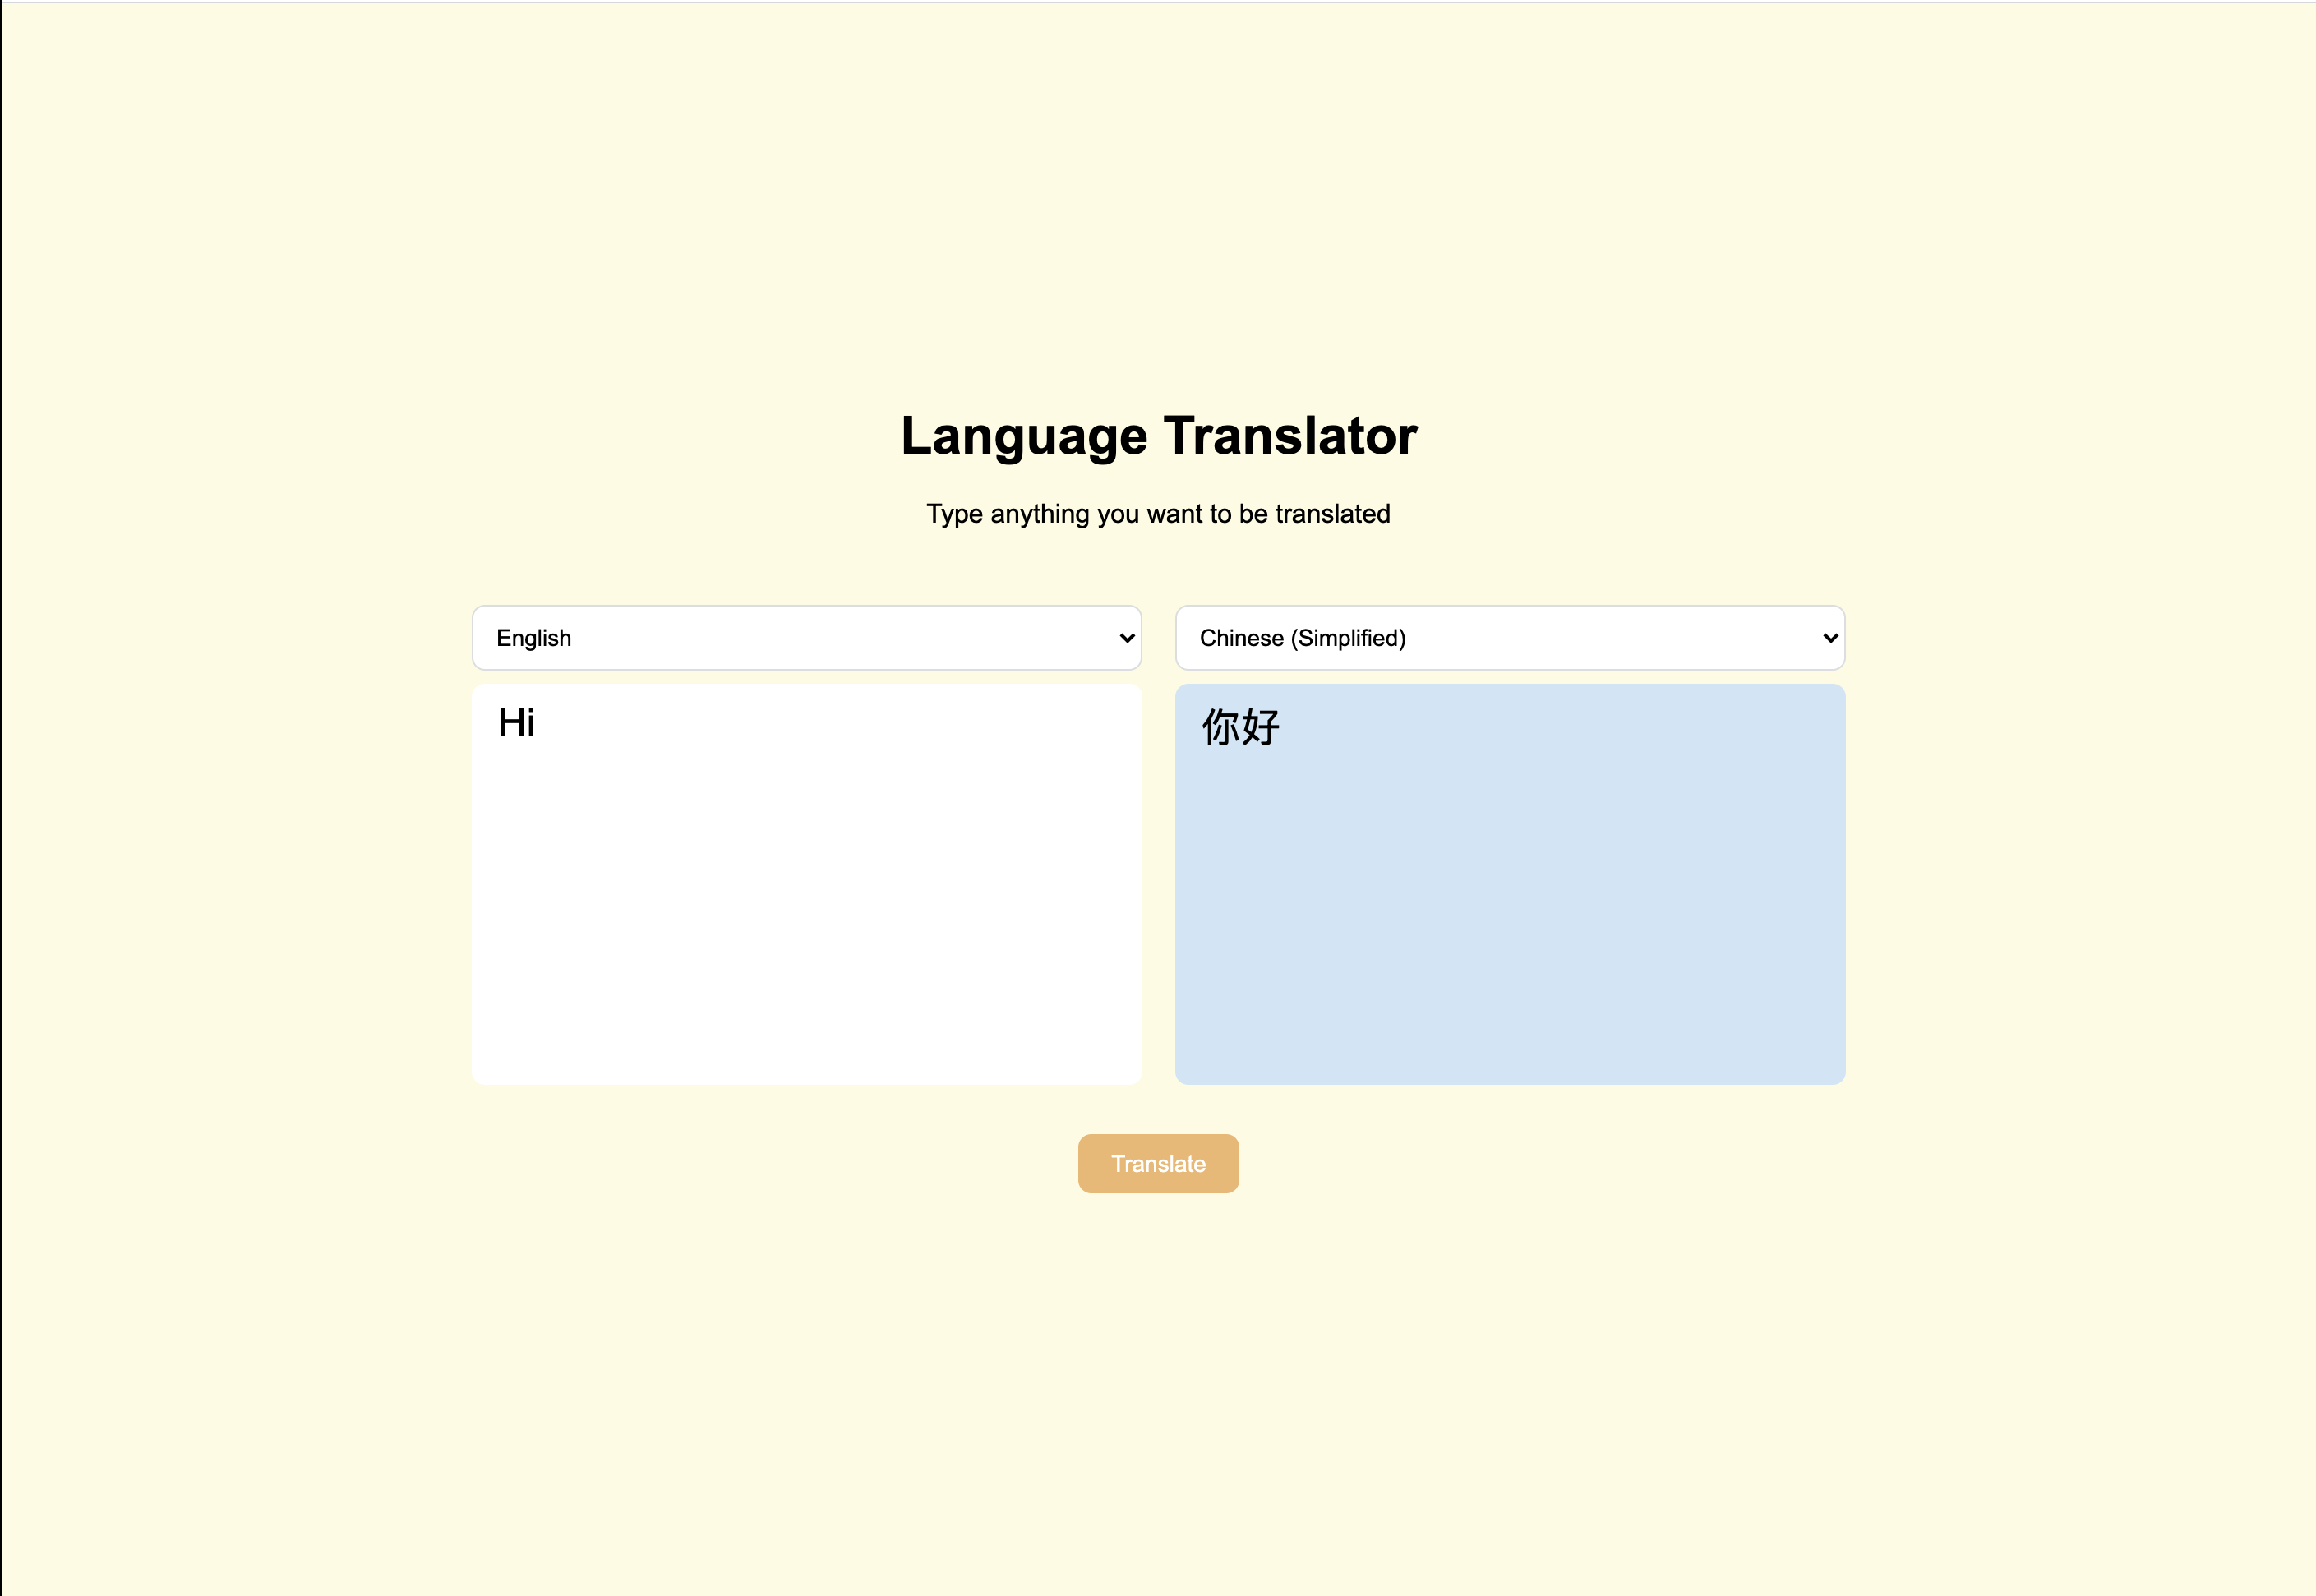 Language Translator
Type anything you want to be translated
English
Chinese (Simplified)
Hi
你好
Translate